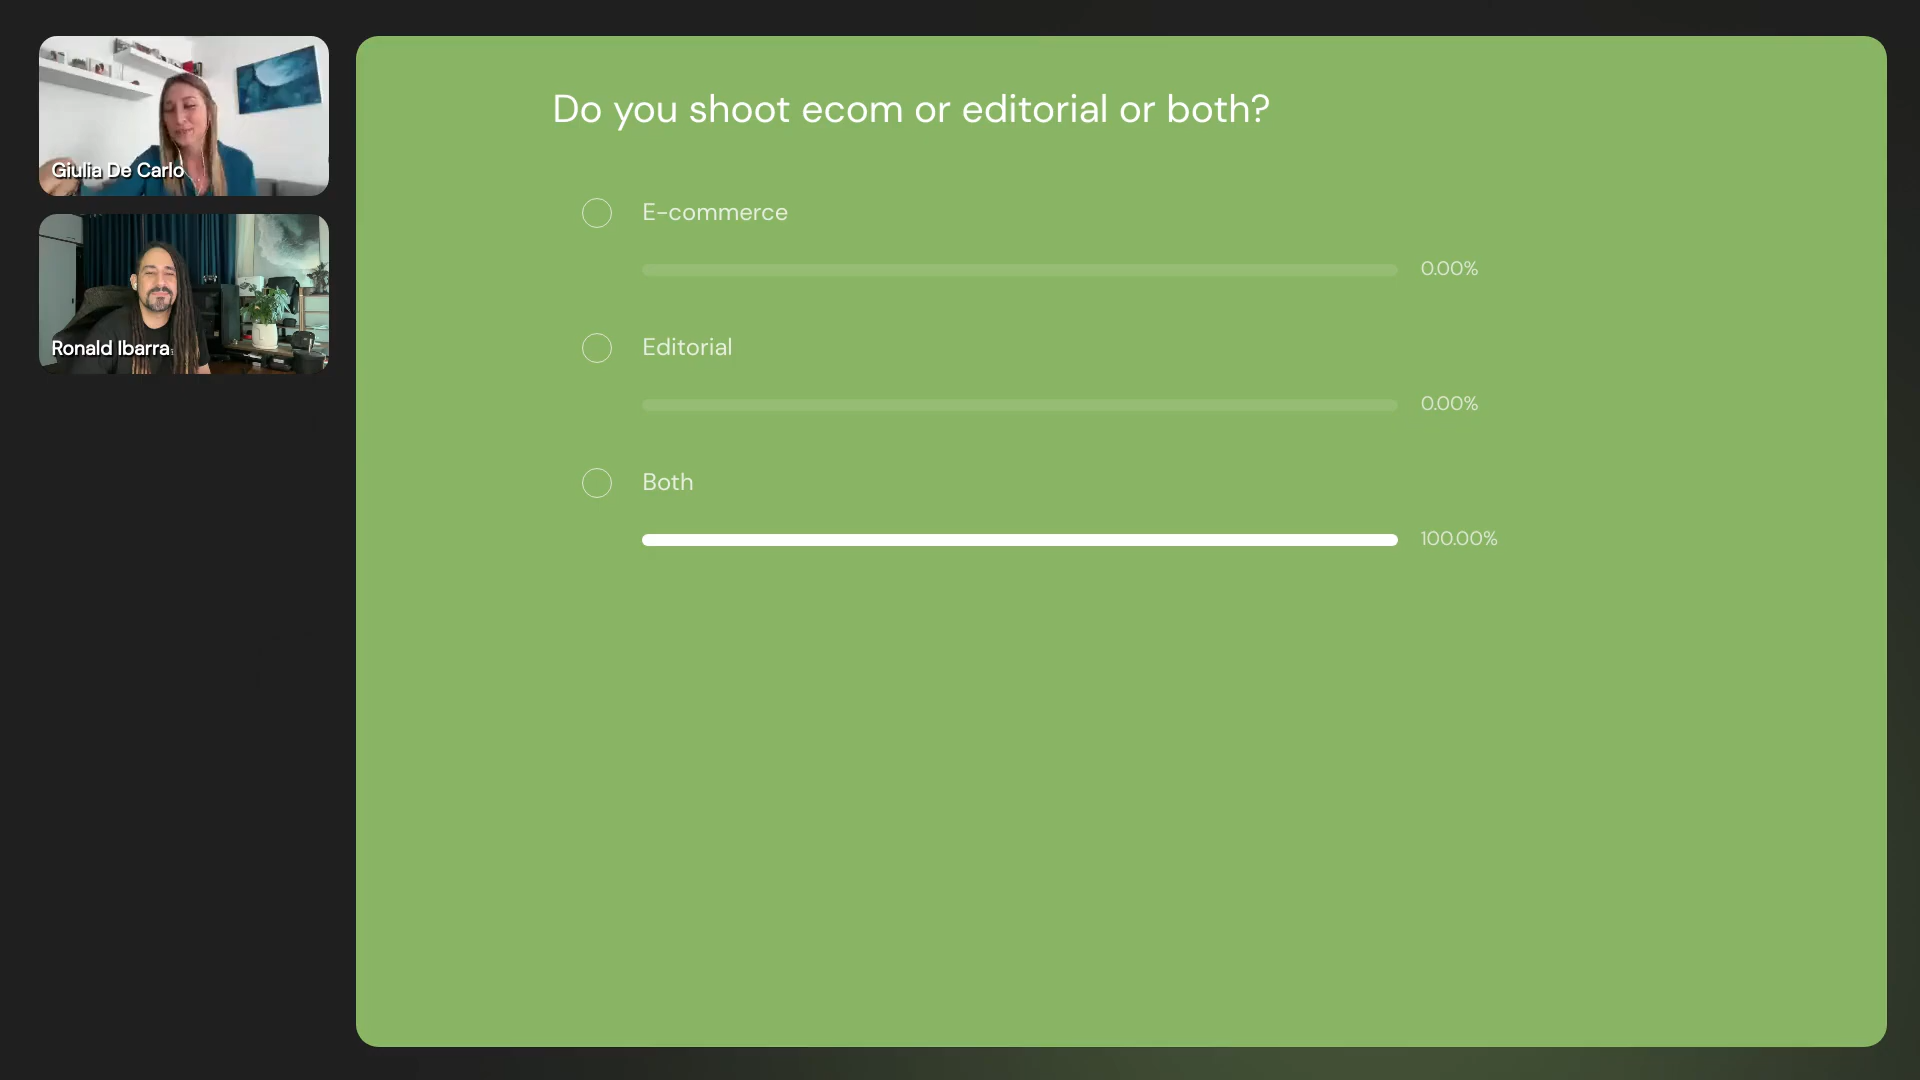 Giulia De Carlo
Ronald Ibarra
Do you shoot ecom or editorial or both?
E-commerce
0.00%
Editorial
0.00%
Both
100.00%